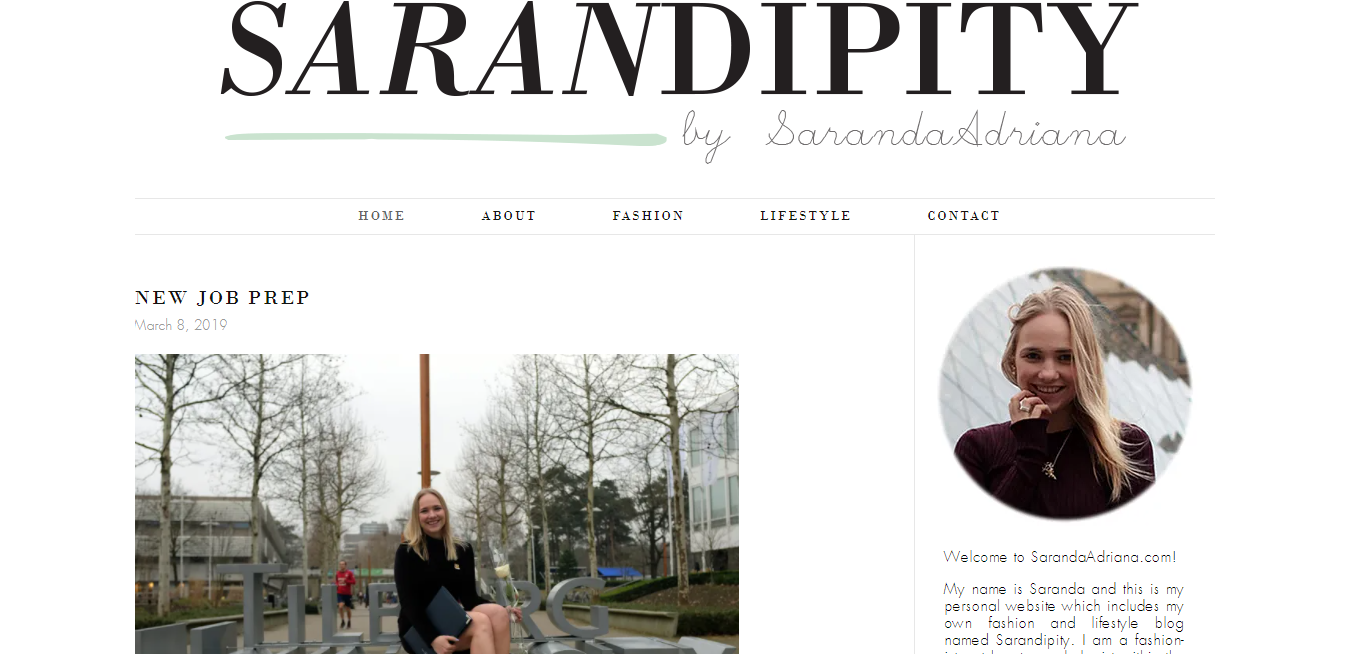 SARANDIPITY
by SarandaAdriana
HOME ABOUT FASHION LIFESTYLE CONTACT
NEW JOB PREP
March 8, 2019
TILBURG
Welcome to SarandaAdriana.com!
My name is Saranda and this is my
personal website which includes my
own fashion and lifestyle blog
named Sarandipity. I am a fashion-